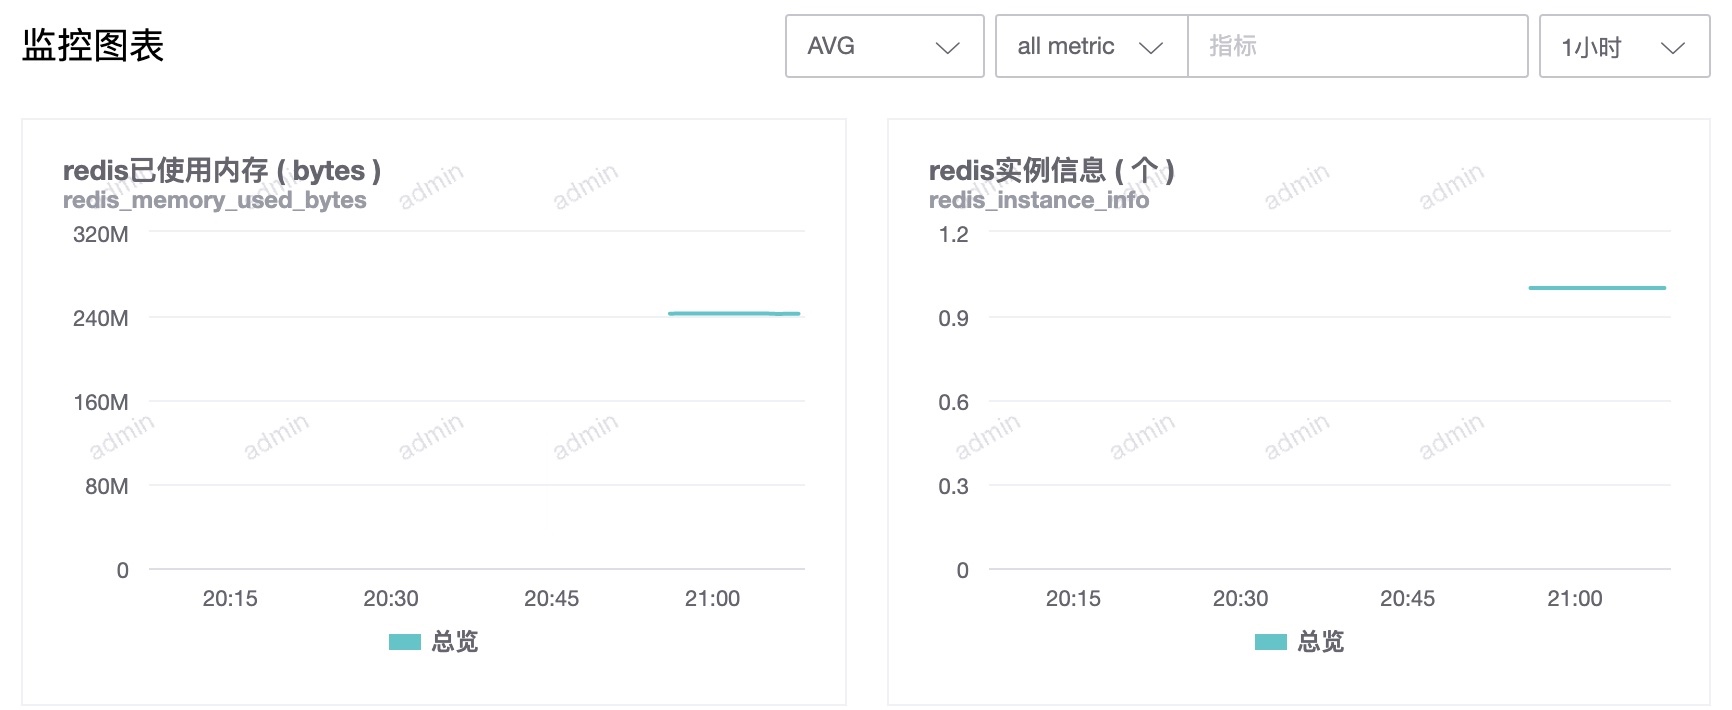 监控图表
AVG
all metric
指标
1小时
redis已使用内存 ( bytes )
redis_memory_used_bytes
admin admin admin admin
320M
240M
160M
admin admin admin admin
80M
0
20:15 20:30 20:45 21:00
总览
redis实例信息 ( 个 )
redis_instance_info
admin admin admin admin
1.2
0.9
0.6
admin admin admin admin
0.3
0
20:15 20:30 20:45 21:00
总览